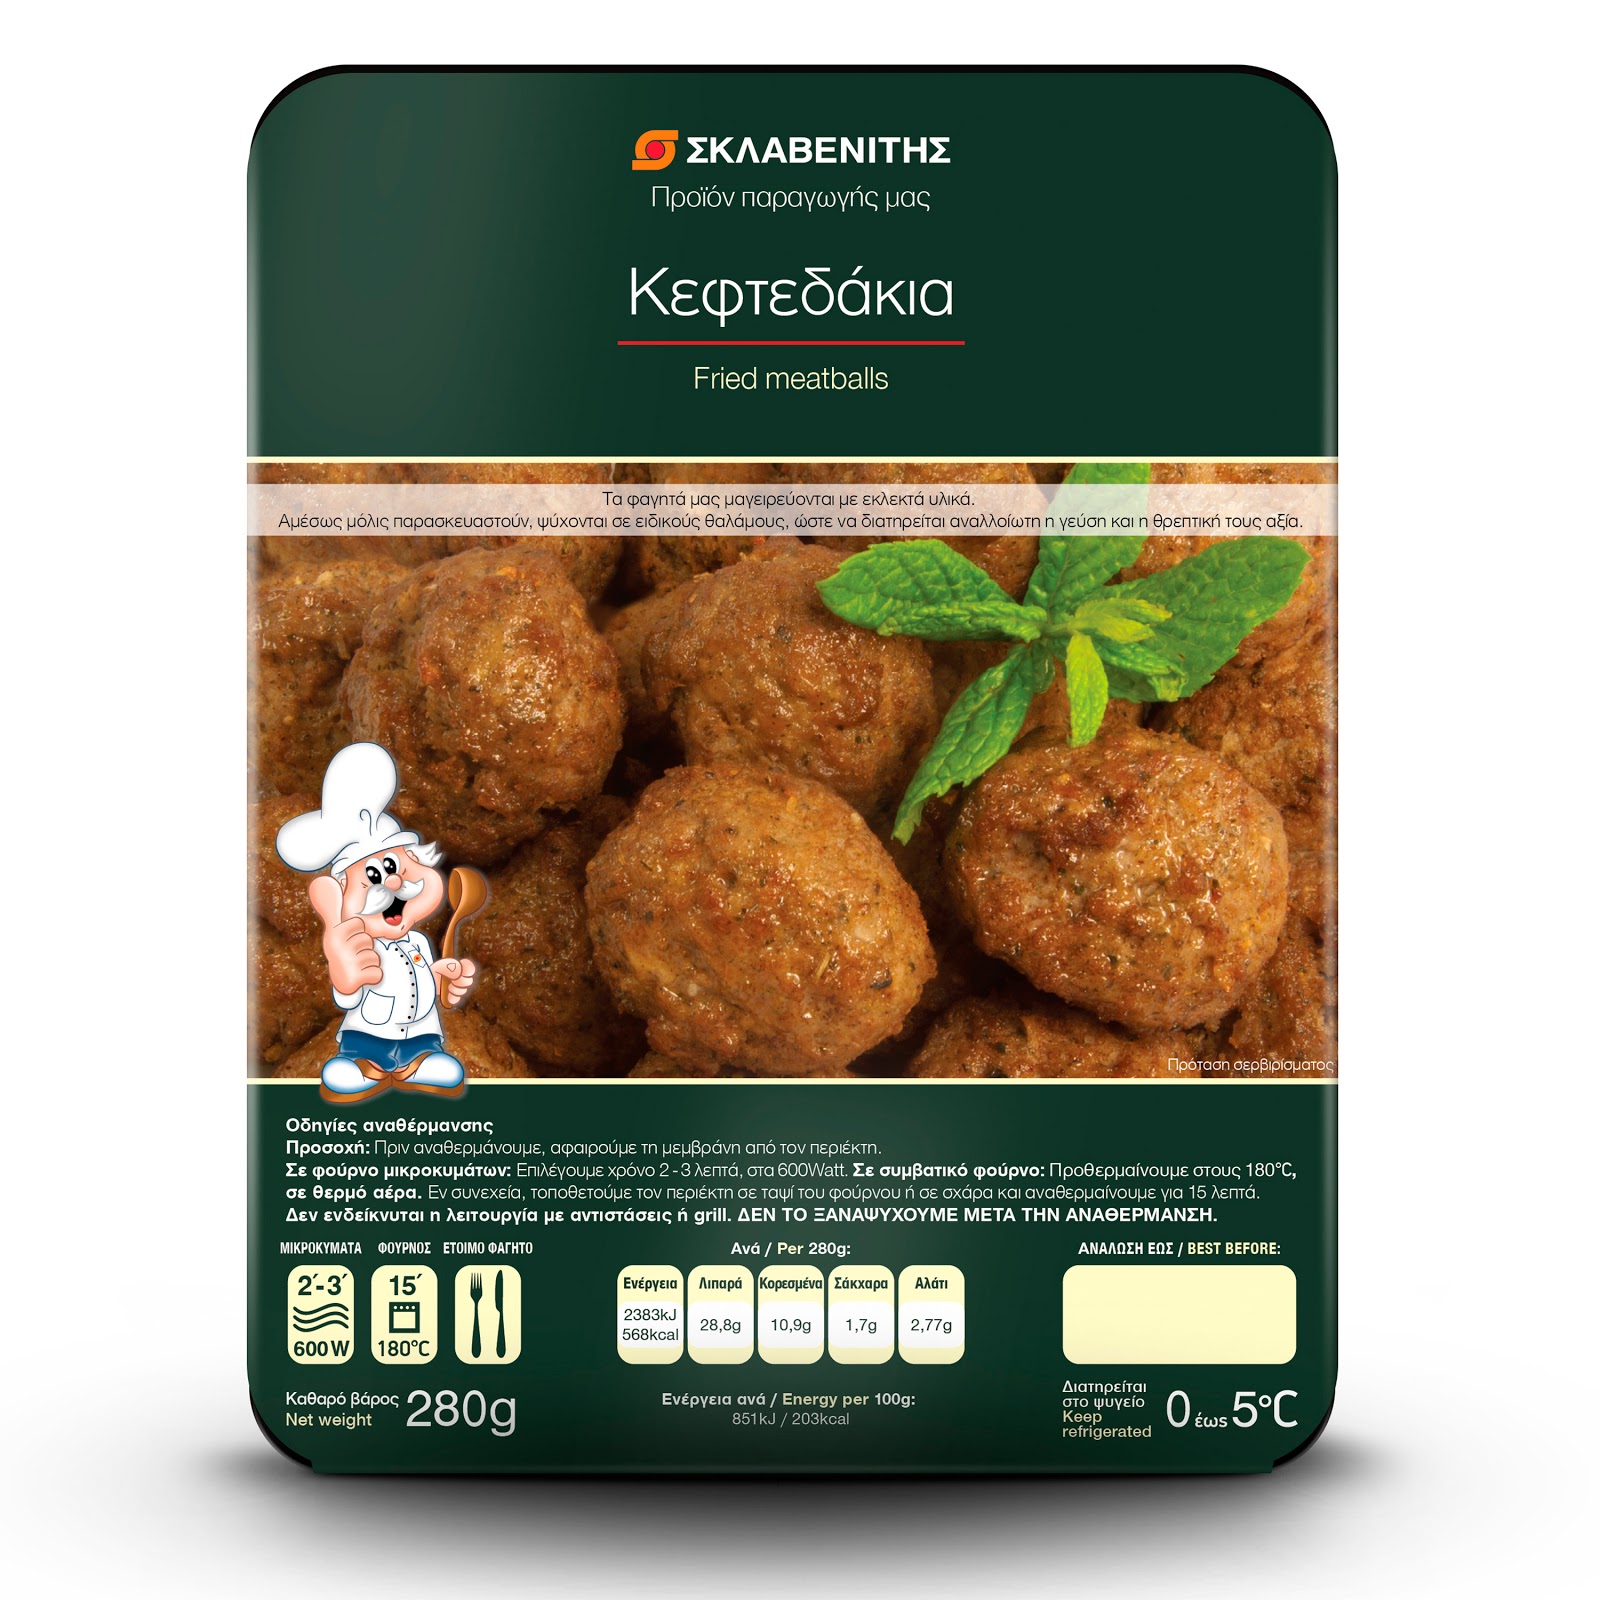 ΣΚΛΑΒΕΝΙΤΗΣ
Προϊόν παραγωγής μας
Κεφτεδάκια
Fried meatballs
Τα φαγητά μας μαγειρεύονται με εκλεκτά υλικά.
Αμέσως μόλις παρασκευαστούν, ψύχονται σε ειδικούς θαλάμους, ώστε να διατηρείται αναλλοίωτη η γεύση και η θρεπτική τους αξία.
Πρόταση σερβιρίσματος
Οδηγίες αναθέρμανσης
Προσοχή: Πριν αναθερμάνουμε, αφαιρούμε τη μεμβράνη από τον περιέκτη.
Σε φούρνο μικροκυμάτων: Επιλέγουμε χρόνο 2 - 3 λεπτά, στα 600Watt. Σε συμβατικό φούρνο: Προθερμαίνουμε στους 180°C,
σε θερμό αέρα. Εν συνεχεία, τοποθετούμε τον περιέκτη σε ταψί του φούρνου ή σε σχάρα και αναθερμαίνουμε για 15 λεπτά.
Δεν ενδείκνυται η λειτουργία με αντιστάσεις ή grill. ΔΕΝ ΤΟ ΞΑΝΑΨΥΧΟΥΜΕ ΜΕΤΑ ΤΗΝ ΑΝΑΘΕΡΜΑΝΣΗ.
ΜΙΚΡΟΚΥΜΑΤΑ ΦΟΥΡΝΟΣ ΕΤΟΙΜΟ ΦΑΓΗΤΟ
2´-3´ 15´
600 W 180°C
Ανά / Per 280g:
Ενέργεια Λιπαρά Κορεσμένα Σάκχαρα Αλάτι
2383kJ
568kcal 28,8g 10,9g 1,7g 2,77g
ΑΝΑΛΩΣΗ ΕΩΣ / BEST BEFORE:
Καθαρό βάρος
Net weight 280g
Ενέργεια ανά / Energy per 100g:
851kJ / 203kcal
Διατηρείται
στο ψυγείο
Keep
refrigerated
0 έως 5°C